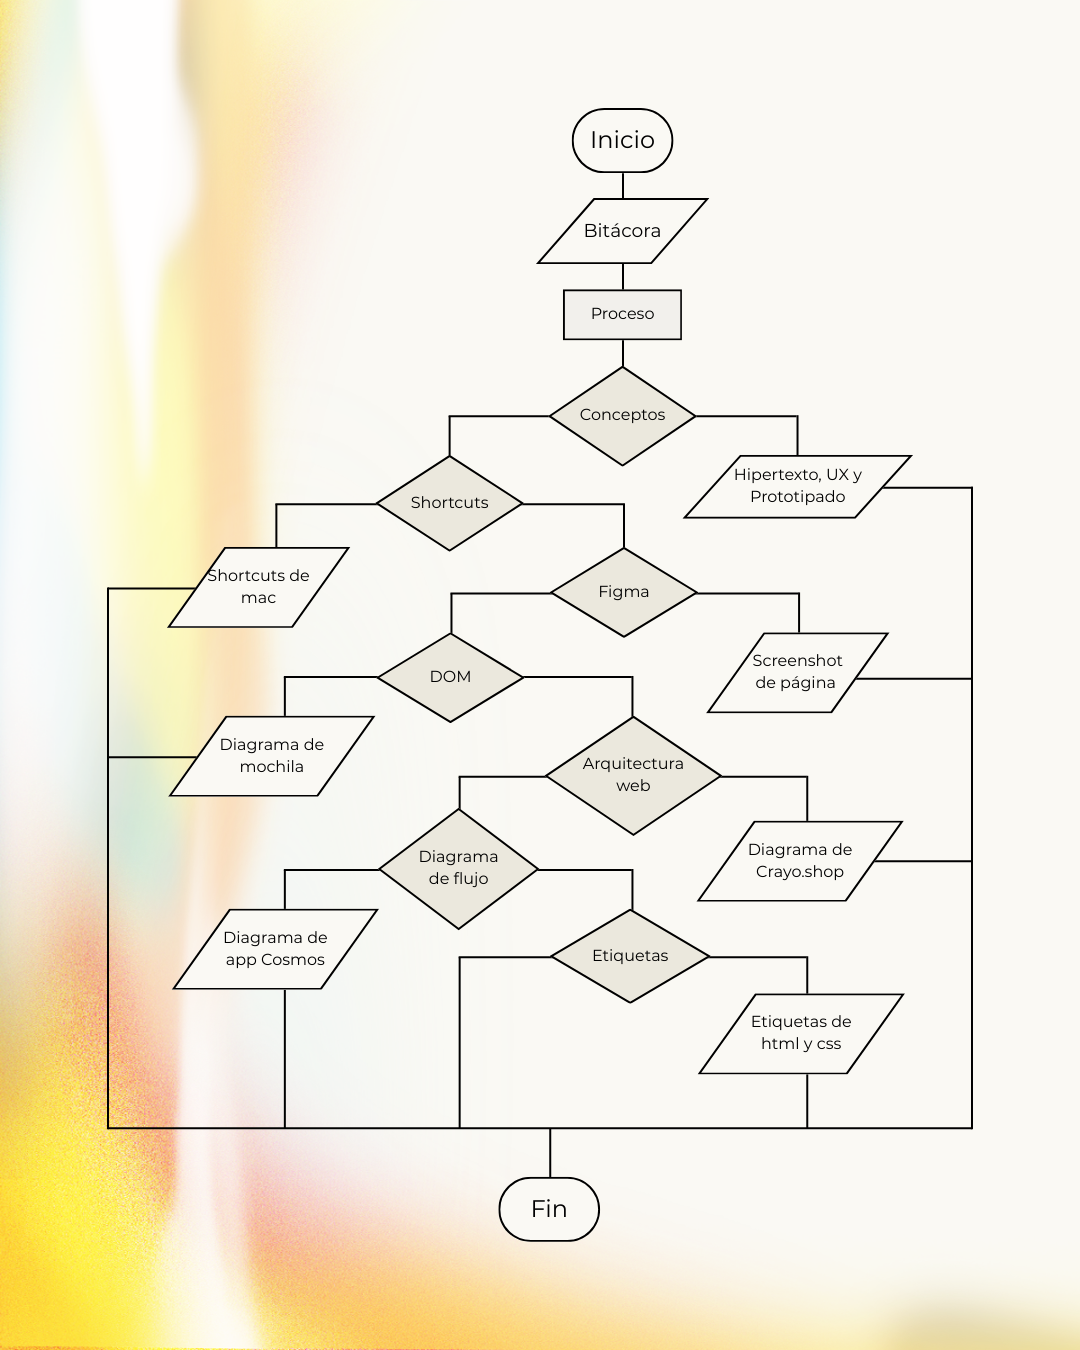 Inicio
Bitácora
Proceso
Conceptos
Hipertexto, UX y
Prototipado
Shortcuts
Shortcuts de
mac
Figma
Screenshot
de página
DOM
Diagrama de
mochila
Arquitectura
web
Diagrama de
Crayo.shop
Diagrama
de flujo
Diagrama de
app Cosmos
Etiquetas
Etiquetas de
html y css
Fin